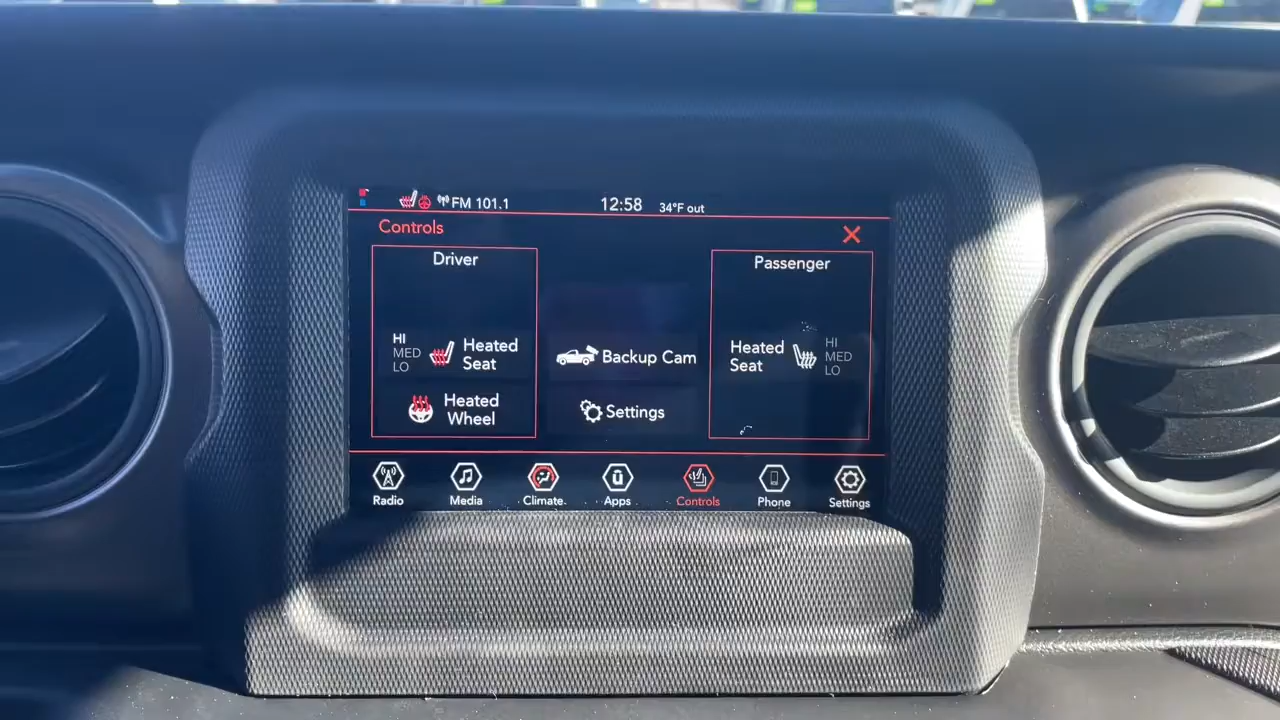 FM 101.1 12:58 34°F out
Controls
Driver
HI
MED
LO
Heated
Seat
Heated
Wheel
Backup Cam
Settings
Passenger
Heated
Seat
HI
MED
LO
Radio Media Climate Apps Controls Phone Settings